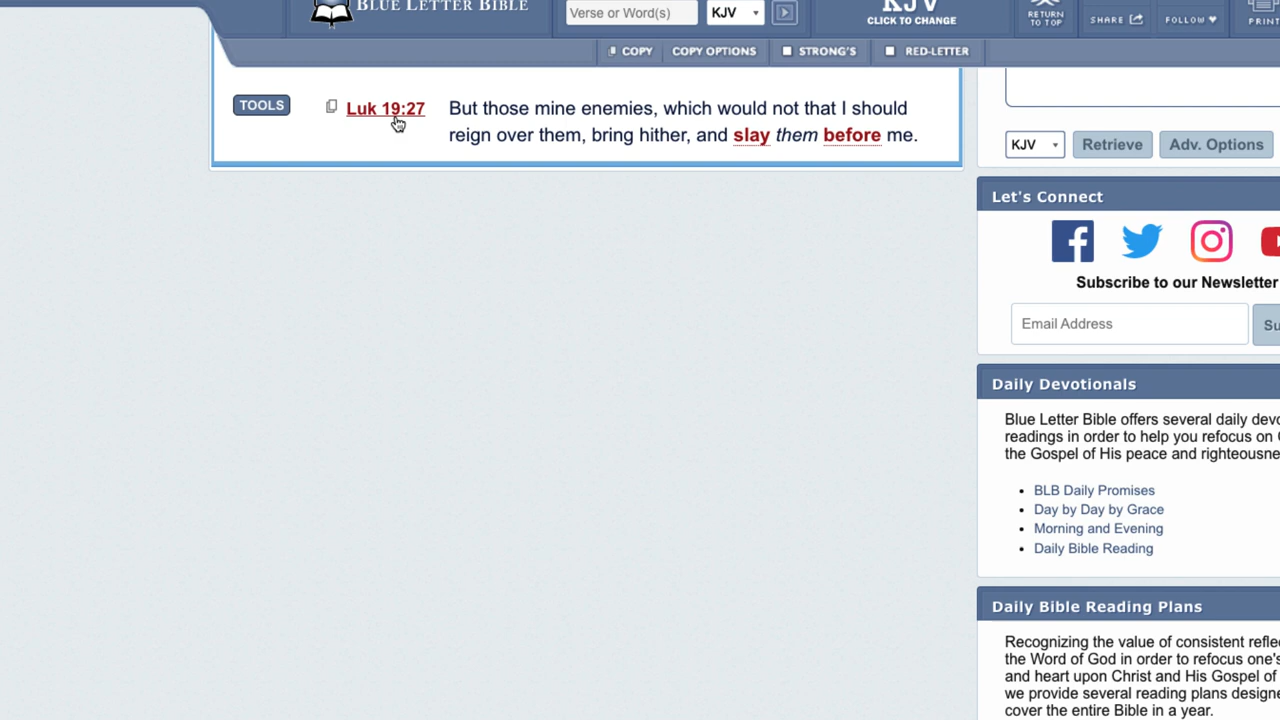 BLUE LETTER BIBLE
Verse or Word(s)
KJV
KJV
CLICK TO CHANGE
RETURN
TO TOP
SHARE
FOLLOW
PRINT
COPY
COPY OPTIONS
STRONG'S
RED-LETTER
TOOLS
Luk 19:27
But those mine enemies, which would not that I should
reign over them, bring hither, and slay them before me.
KJV
Retrieve
Adv. Options
Let's Connect
Subscribe to our Newsletter
Email Address
Su
Daily Devotionals
Blue Letter Bible offers several daily devo
readings in order to help you refocus on
the Gospel of His peace and righteousne
BLB Daily Promises
Day by Day by Grace
Morning and Evening
Daily Bible Reading
Daily Bible Reading Plans
Recognizing the value of consistent refle
the Word of God in order to refocus one's
and heart upon Christ and His Gospel of
we provide several reading plans designe
cover the entire Bible in a year.